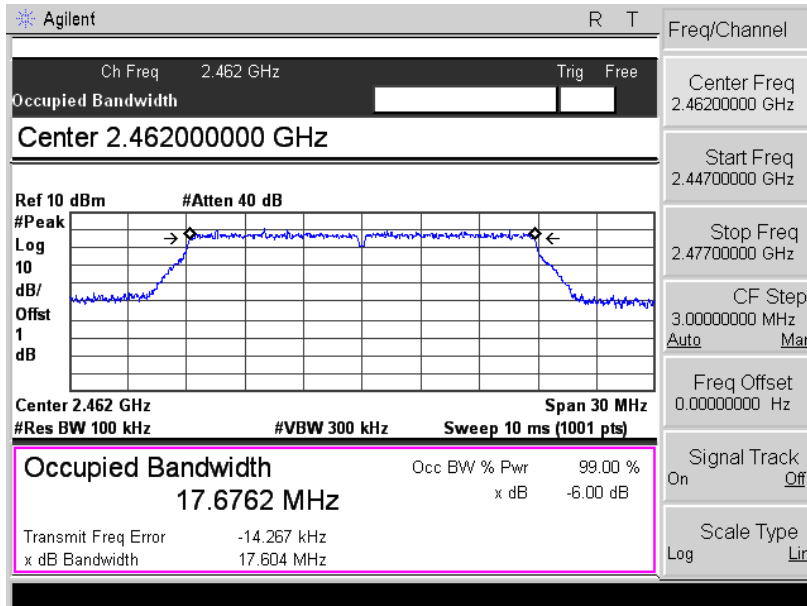 Agilent R T
Freq/Channel
Ch Freq 2.462 GHz Trig Free
Occupied Bandwidth
Center Freq
2.46200000 GHz
Center 2.462000000 GHz
Start Freq
2.44700000 GHz
Ref 10 dBm #Atten 40 dB
#Peak
Log
10
dB/
Offst
1
dB
Stop Freq
2.47700000 GHz
CF Step
3.00000000 MHz
Auto Man
Center 2.462 GHz Span 30 MHz
#Res BW 100 kHz #VBW 300 kHz Sweep 10 ms (1001 pts)
Freq Offset
0.00000000 Hz
Occupied Bandwidth Occ BW % Pwr 99.00 %
17.6762 MHz x dB -6.00 dB
Transmit Freq Error -14.267 kHz
x dB Bandwidth 17.604 MHz
Signal Track
On Off
Scale Type
Log Lin